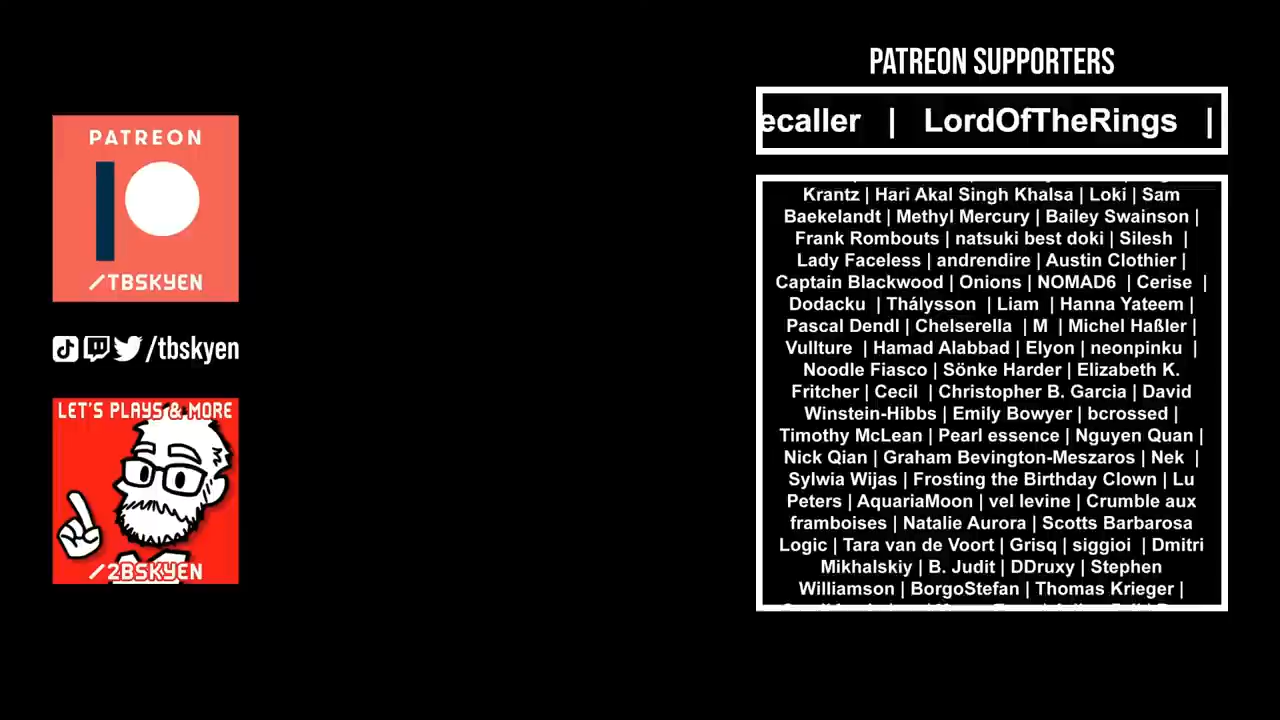 PATREON
/TBSKYEN
/tbskyen
LET'S PLAYS & MORE
/2BSKYEN
PATREON SUPPORTERS
ecaller | LordOfTheRings |
Krantz | Hari Akal Singh Khalsa | Loki | Sam
Baekelandt | Methyl Mercury | Bailey Swainson |
Frank Rombouts | natsuki best doki | Silesh |
Lady Faceless | andrendire | Austin Clothier |
Captain Blackwood | Onions | NOMAD6 | Cerise |
Dodacku | Thálysson | Liam | Hanna Yateem |
Pascal Dendl | Chelserella | M | Michel Haßler |
Vullture | Hamad Alabbad | Elyon | neonpinku |
Noodle Fiasco | Sönke Harder | Elizabeth K.
Fritcher | Cecil | Christopher B. Garcia | David
Winstein-Hibbs | Emily Bowyer | bcrossed |
Timothy McLean | Pearl essence | Nguyen Quan |
Nick Qian | Graham Bevington-Meszaros | Nek |
Sylwia Wijas | Frosting the Birthday Clown | Lu
Peters | AquariaMoon | vel levine | Crumble aux
framboises | Natalie Aurora | Scotts Barbarosa
Logic | Tara van de Voort | Grisq | siggioi | Dmitri
Mikhalskiy | B. Judit | DDruxy | Stephen
Williamson | BorgoStefan | Thomas Krieger |